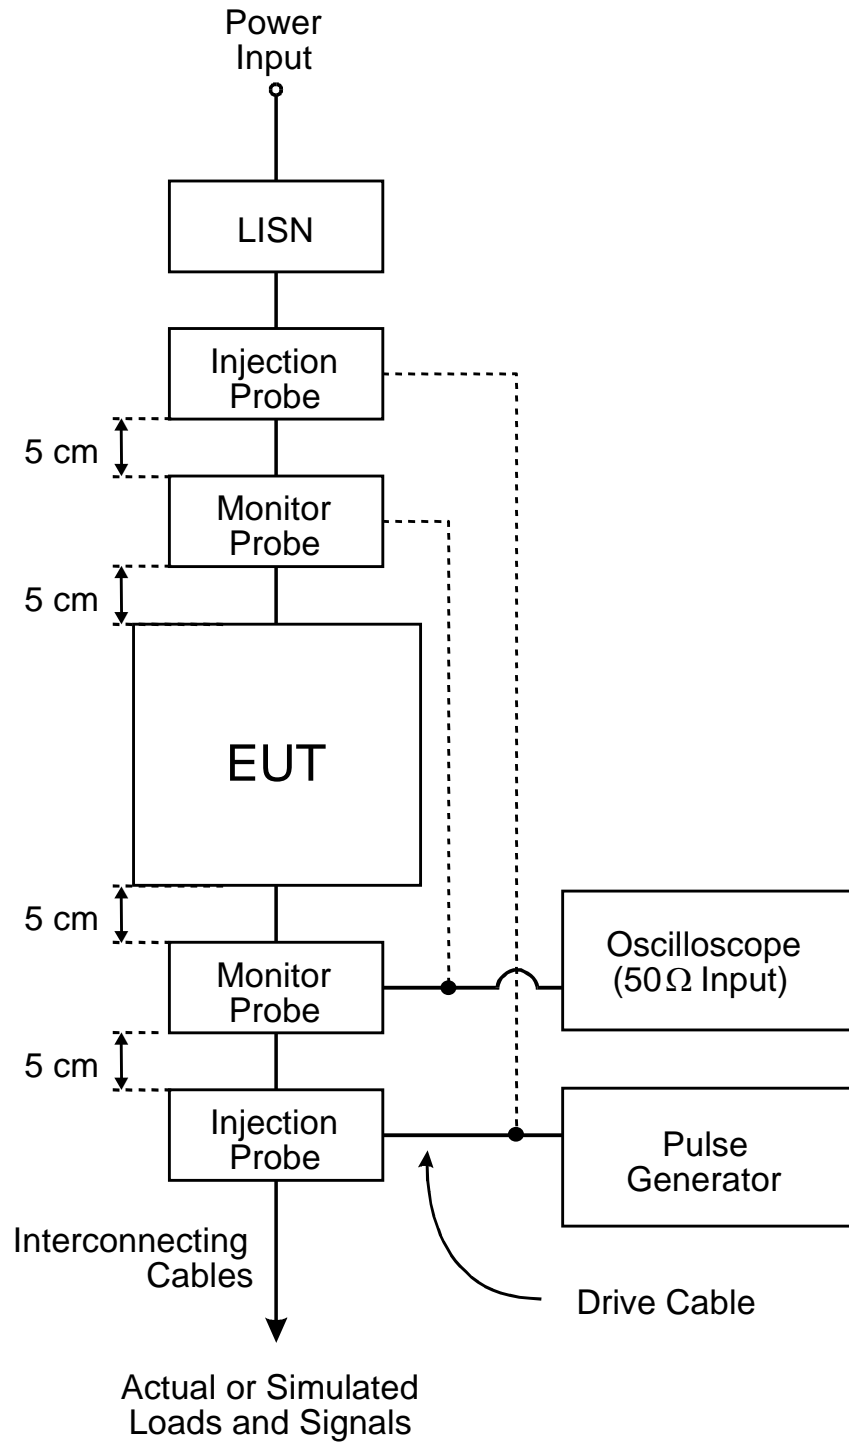 Power
Input
LISN
Injection
Probe
5 cm
Monitor
Probe
5 cm
EUT
5 cm
Monitor
Probe
Oscilloscope
(50Ω Input)
5 cm
Injection
Probe
Pulse
Generator
Interconnecting
Cables
Drive Cable
Actual or Simulated
Loads and Signals